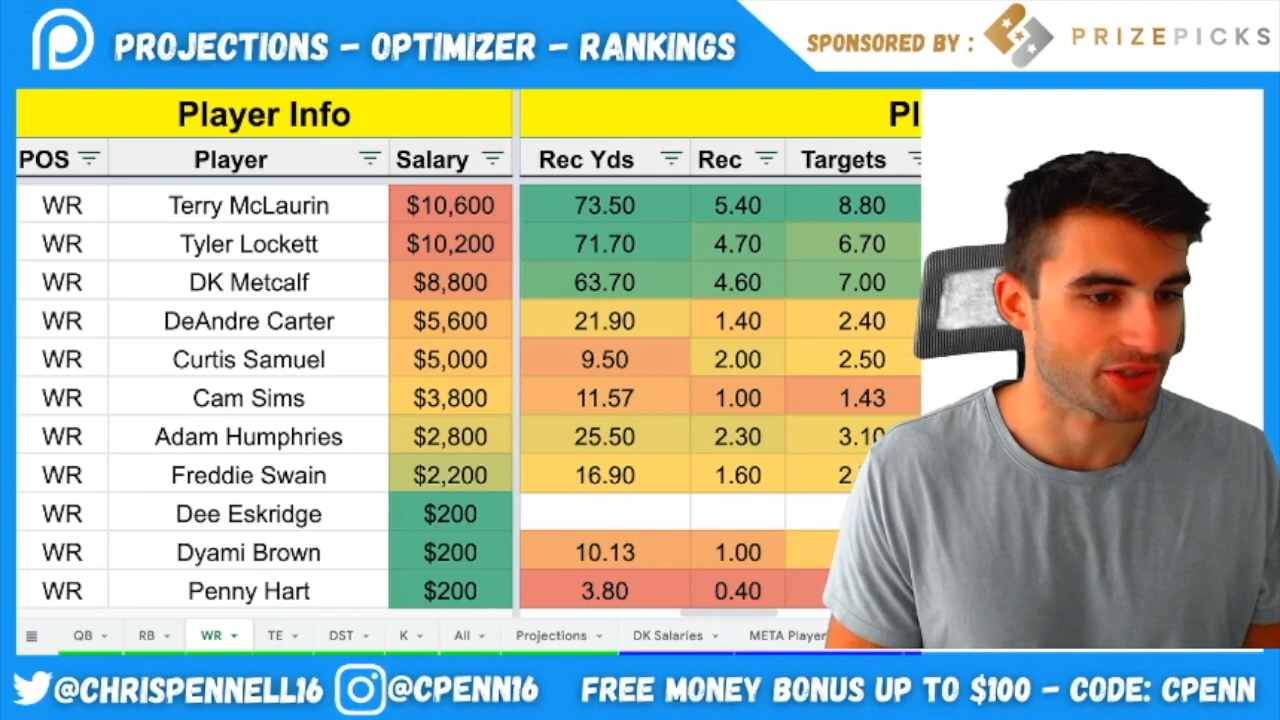 PROJECTIONS - OPTIMIZER - RANKINGS
SPONSORED BY : PRIZEPICKS
Player Info
POS Player Salary Rec Yds Rec Targets
WR Terry McLaurin $10,600 73.50 5.40 8.80
WR Tyler Lockett $10,200 71.70 4.70 6.70
WR DK Metcalf $8,800 63.70 4.60 7.00
WR DeAndre Carter $5,600 21.90 1.40 2.40
WR Curtis Samuel $5,000 9.50 2.00 2.50
WR Cam Sims $3,800 11.57 1.00 1.43
WR Adam Humphries $2,800 25.50 2.30 3.10
WR Freddie Swain $2,200 16.90 1.60
WR Dee Eskridge $200
WR Dyami Brown $200 10.13 1.00
WR Penny Hart $200 3.80 0.40
QB RB WR TE DST K All Projections DK Salaries META Player
@CHRISPENNELL16 @CPENN16 FREE MONEY BONUS UP TO $100 - CODE: CPENN